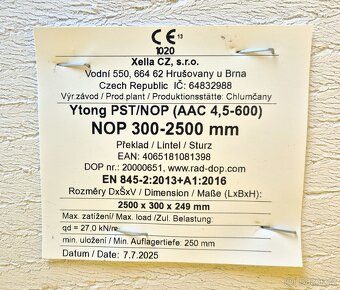 CE 13
1020
Xella CZ, s.r.o.
Vodní 550, 664 62 Hrušovany u Brna
Czech Republic IČ: 64832988
Výr.závod / Prod.plant / Produktionsstätte: Chlumčany
Ytong PST/NOP (AAC 4,5-600)
NOP 300-2500 mm
Překlad / Lintel / Sturz
EAN: 4065181081398
DOP nr.: 20000651, www.rad-dop.com
EN 845-2:2013+A1:2016
Rozměry DxŠxV / Dimension / Maße (LxBxH):
2500 x 300 x 249 mm
Max. zatížení/ Max. load /Zul. Belastung:
qd = 27,0 kN/m
min. uložení / Min. Auflagertiefe: 250 mm
Datum / Date: 7.7.2025